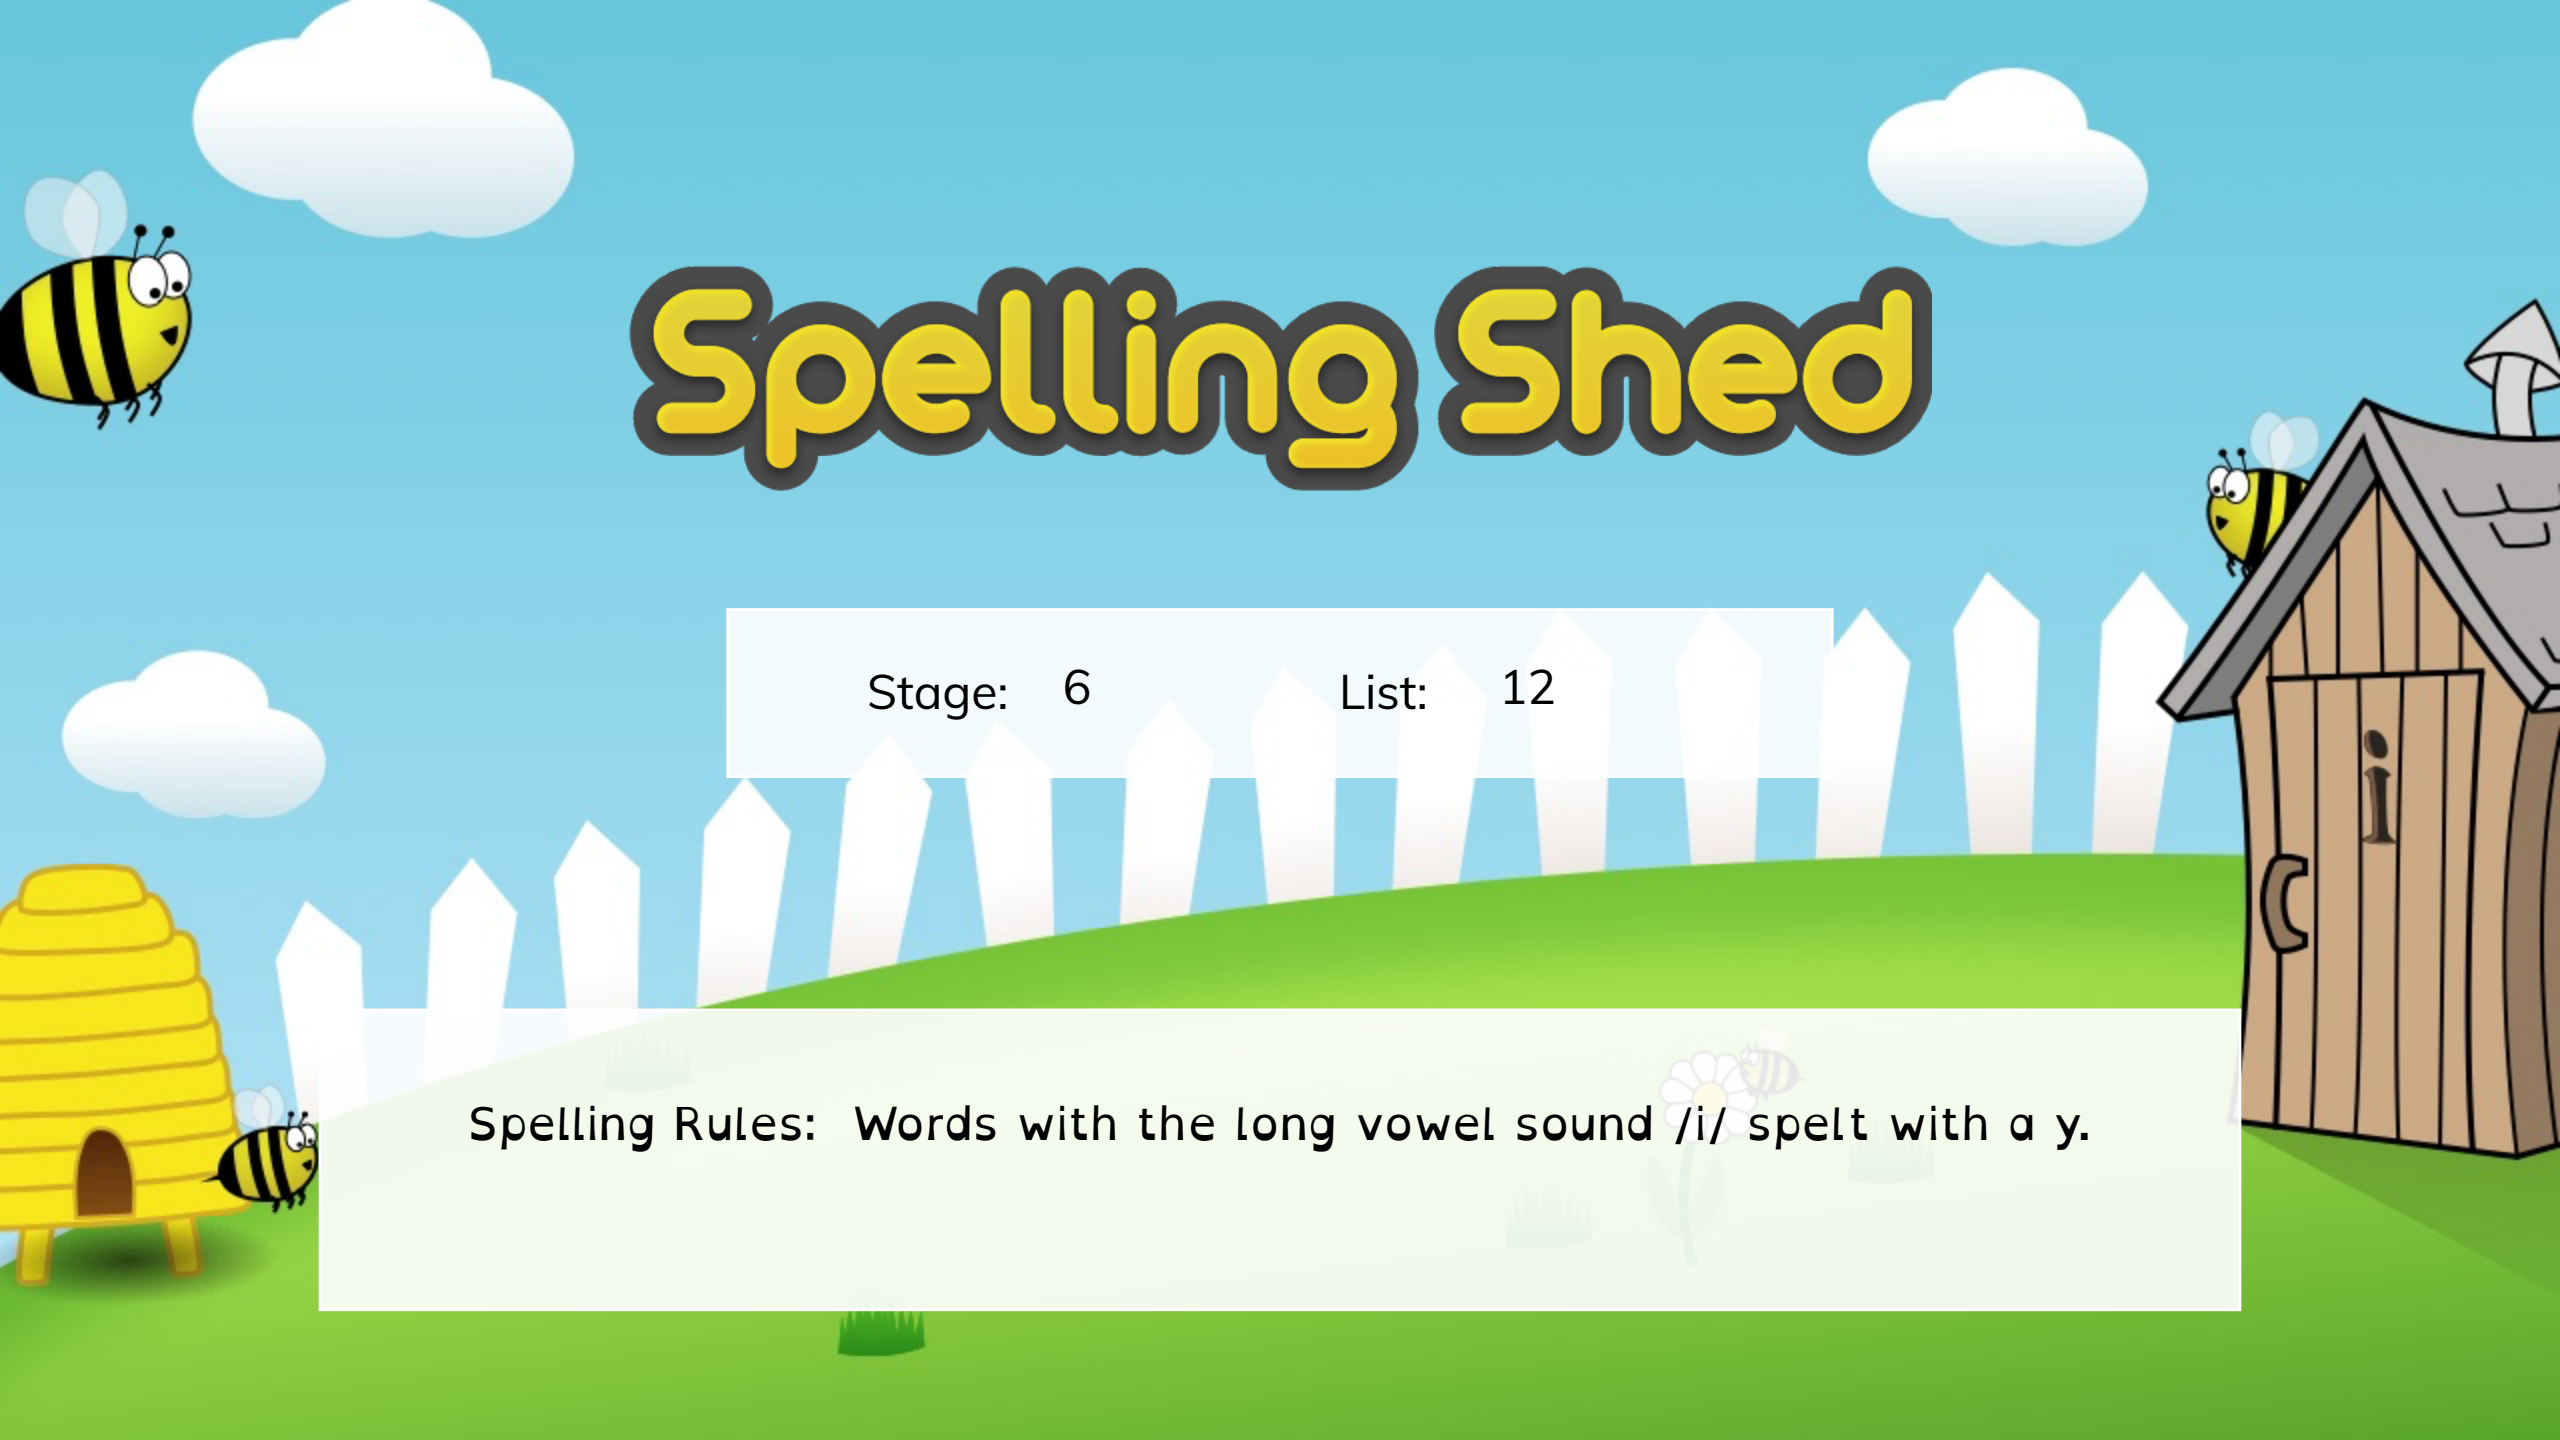 Spelling Shed
Stage: 6 List: 12
i
Spelling Rules: Words with the long vowel sound /i/ spelt with a y.